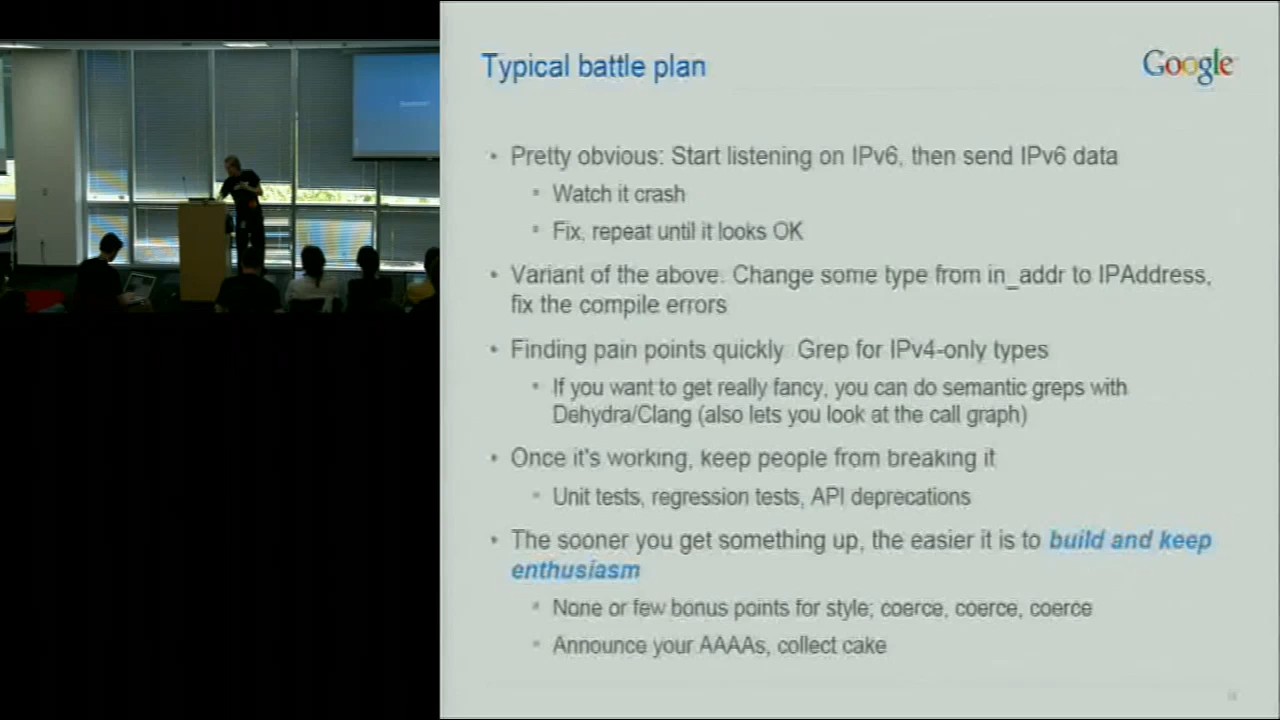 Typical battle plan
Google
Pretty obvious: Start listening on IPv6, then send IPv6 data
Watch it crash
Fix, repeat until it looks OK
Variant of the above. Change some type from in_addr to IPAddress,
fix the compile errors
Finding pain points quickly. Grep for IPv4-only types
If you want to get really fancy, you can do semantic greps with
Dehydra/Clang (also lets you look at the call graph)
Once it's working, keep people from breaking it
Unit tests, regression tests, API deprecations
The sooner you get something up, the easier it is to build and keep
enthusiasm
None or few bonus points for style; coerce, coerce, coerce
Announce your AAAAs, collect cake